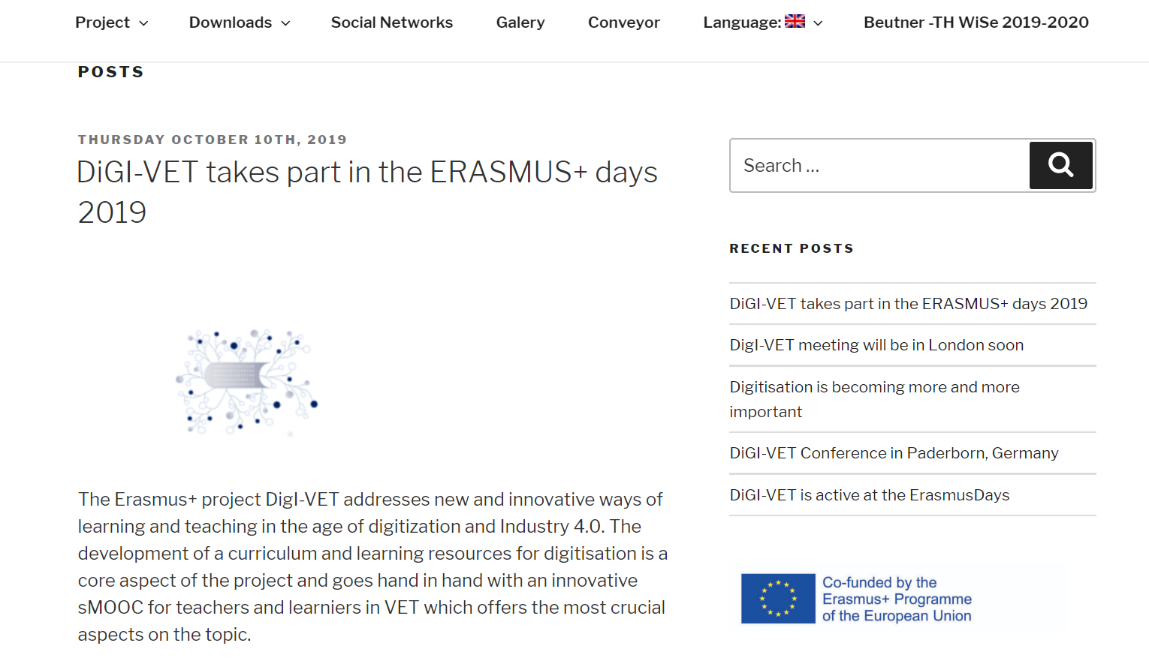 Project
Downloads
Social Networks
Galery
Conveyor
Language:
Beutner -TH WiSe 2019-2020
POSTS
THURSDAY OCTOBER 10TH, 2019
DiGI-VET takes part in the ERASMUS+ days
2019
The Erasmus+ project DigI-VET addresses new and innovative ways of
learning and teaching in the age of digitization and Industry 4.0. The
development of a curriculum and learning resources for digitisation is a
core aspect of the project and goes hand in hand with an innovative
sMOOC for teachers and learniers in VET which offers the most crucial
aspects on the topic.
Search ...
RECENT POSTS
DiGI-VET takes part in the ERASMUS+ days 2019
DigI-VET meeting will be in London soon
Digitisation is becoming more and more
important
DiGI-VET Conference in Paderborn, Germany
DiGI-VET is active at the ErasmusDays
Co-funded by the
Erasmus+ Programme
of the European Union